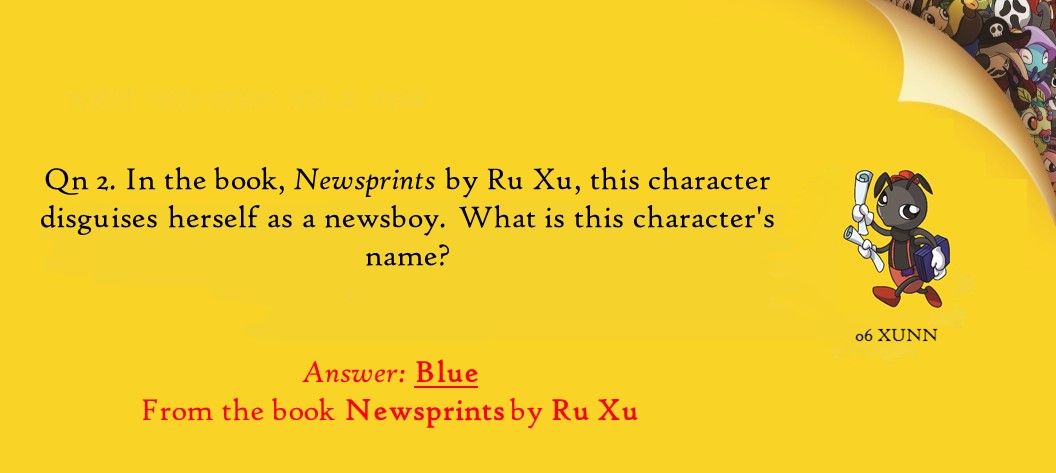 Qn 2. In the book, Newsprints by Ru Xu, this character
disguises herself as a newsboy. What is this character's
name?
06 XUNN
Answer: Blue
From the book Newsprints by Ru Xu